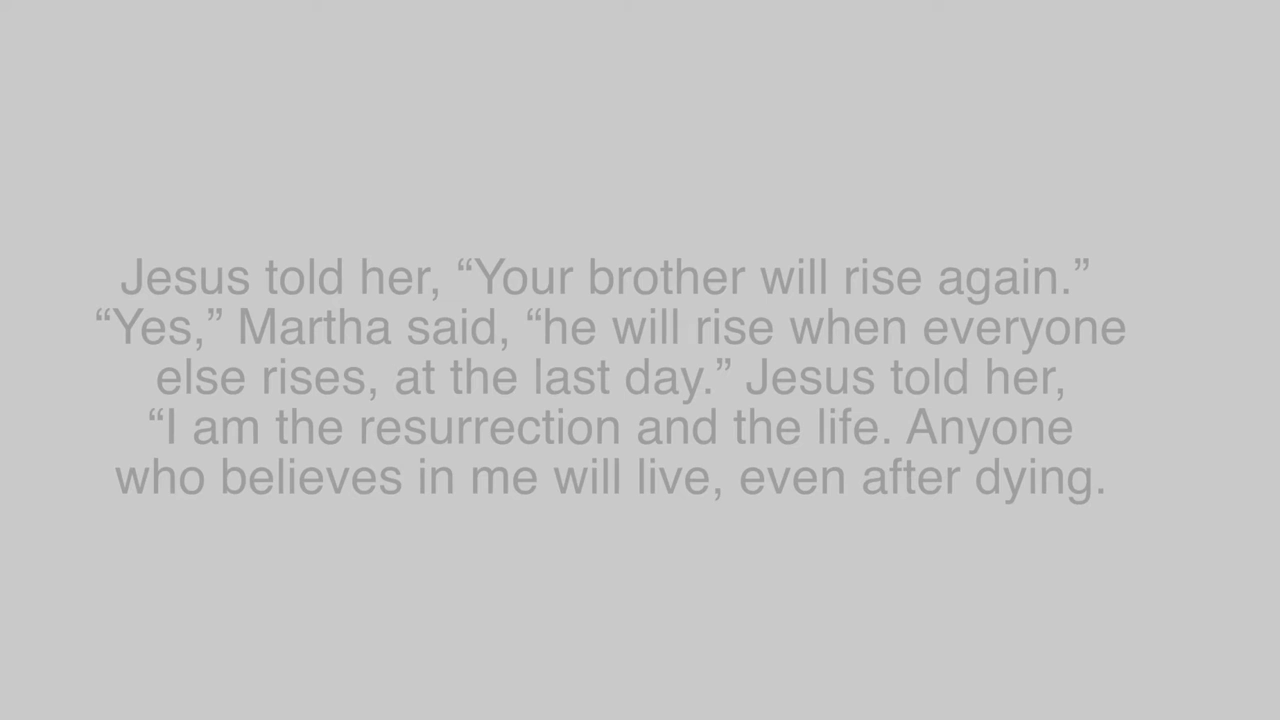 Jesus told her, “Your brother will rise again.”
“Yes,” Martha said, “he will rise when everyone
else rises, at the last day.” Jesus told her,
“I am the resurrection and the life. Anyone
who believes in me will live, even after dying.